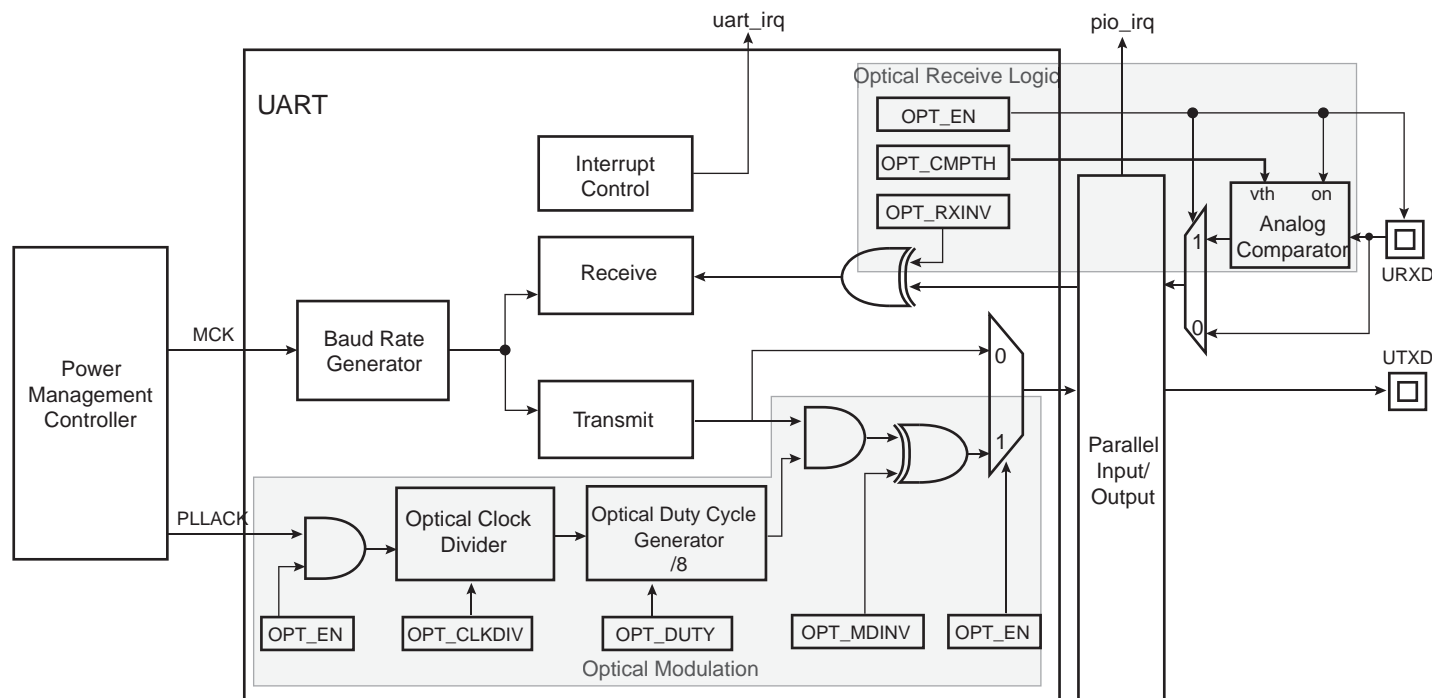 uart_irq
pio_irq
Optical Receive Logic
UART
OPT_EN
Interrupt
Control
OPT_CMPTH
vth
on
OPT_RXINV
Analog
Comparator
1
Receive
URXD
MCK
Baud Rate
Generator
0
0
UTXD
Power
Management
Controller
Transmit
1
Parallel
Input/
Output
PLLACK
Optical Clock
Divider
Optical Duty Cycle
Generator
/8
OPT_EN
OPT_CLKDIV
OPT_DUTY
OPT_MDINV
OPT_EN
Optical Modulation